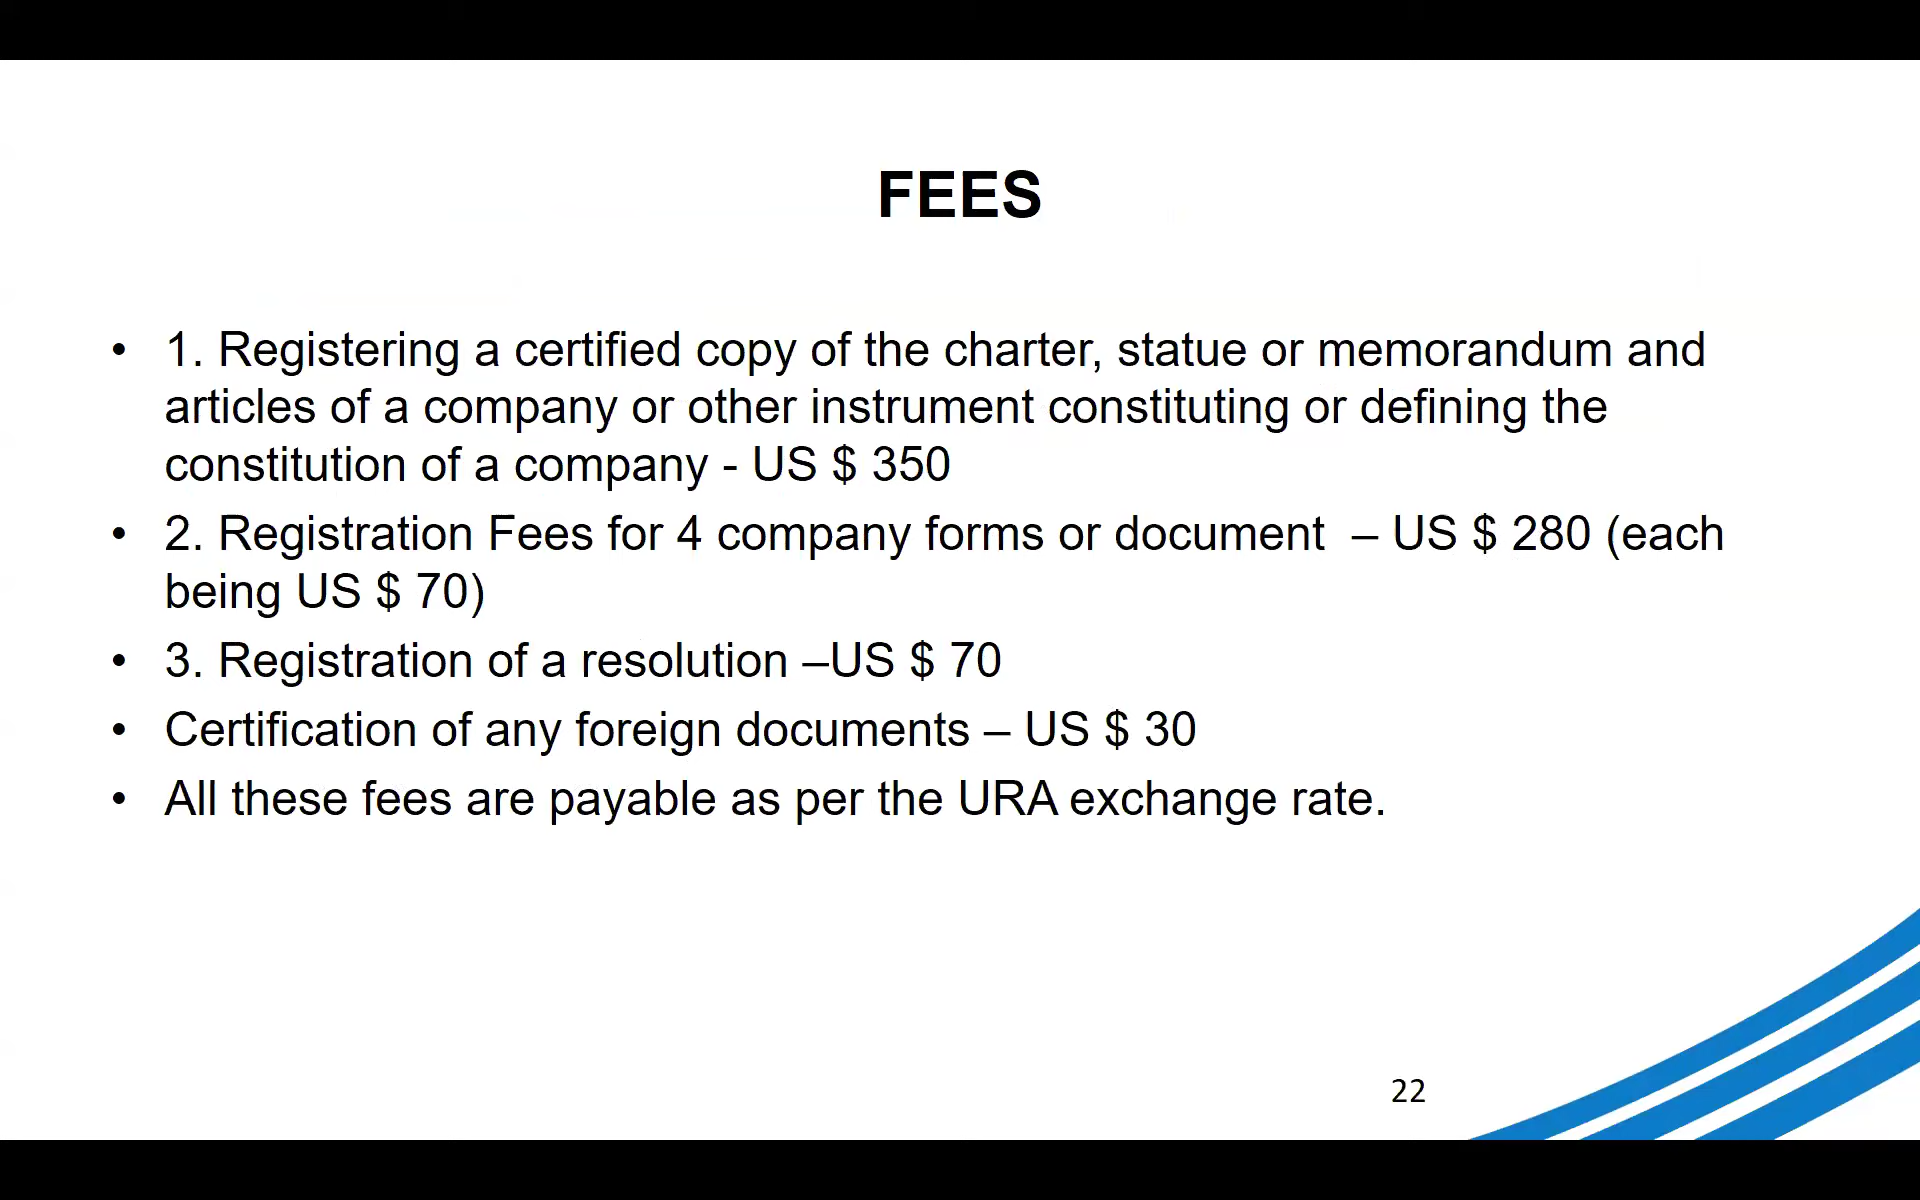 FEES
• 1. Registering a certified copy of the charter, statue or memorandum and
articles of a company or other instrument constituting or defining the
constitution of a company - US $ 350
• 2. Registration Fees for 4 company forms or document – US $ 280 (each
being US $ 70)
• 3. Registration of a resolution –US $ 70
• Certification of any foreign documents – US $ 30
• All these fees are payable as per the URA exchange rate.
22